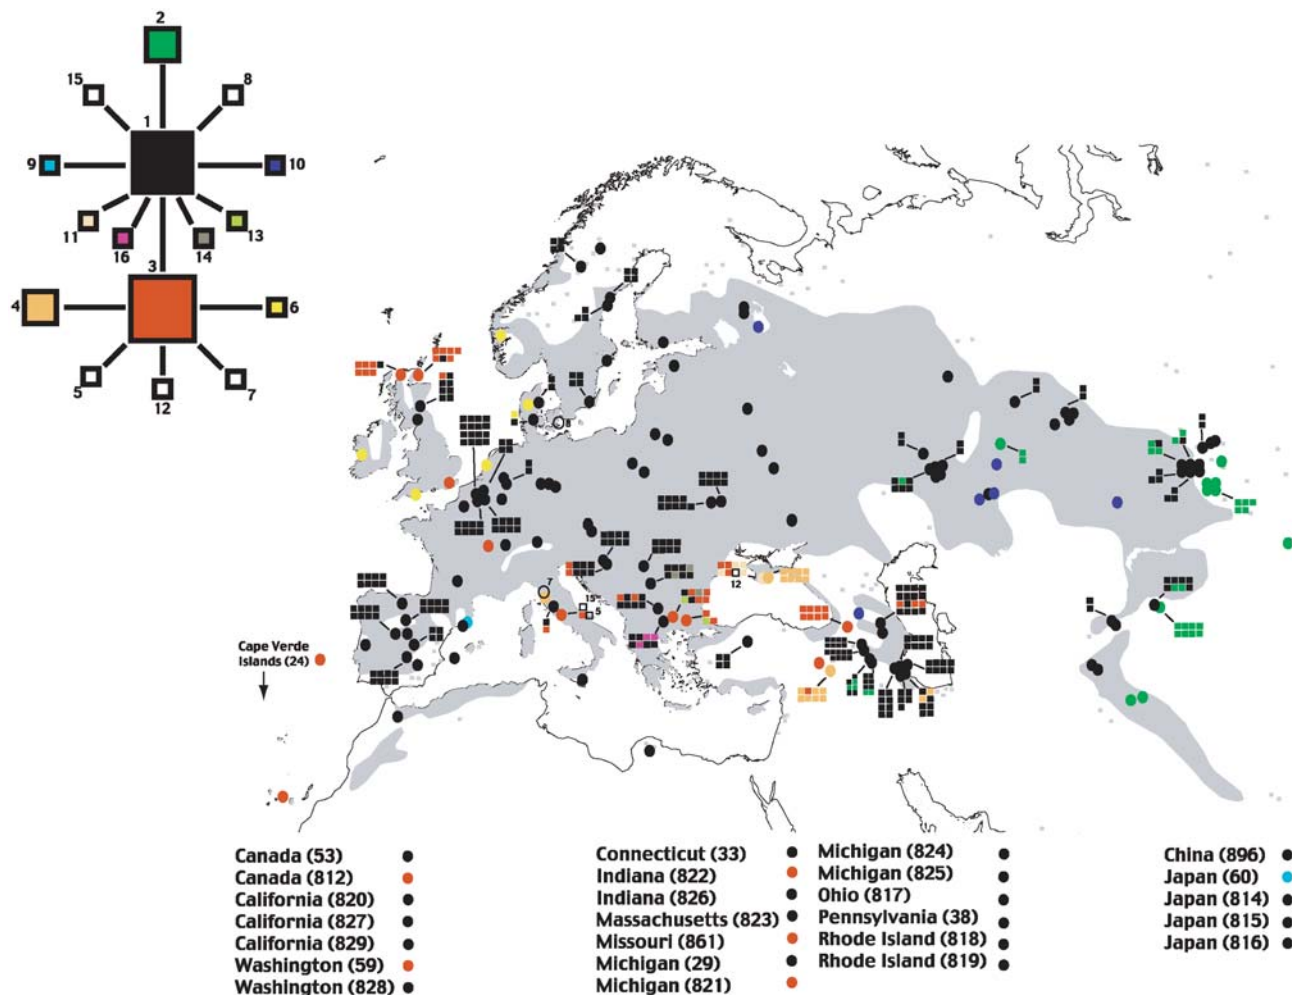 2
15
8
1
9
10
11
16
14
13
3
4
6
5
12
7
8
7
15
5
12
Cape Verde
Islands (24)
Canada (53)
Canada (812)
California (820)
California (827)
California (829)
Washington (59)
Washington (828)
Connecticut (33)
Indiana (822)
Indiana (826)
Massachusetts (823)
Missouri (861)
Michigan (29)
Michigan (821)
Michigan (824)
Michigan (825)
Ohio (817)
Pennsylvania (38)
Rhode Island (818)
Rhode Island (819)
China (896)
Japan (60)
Japan (814)
Japan (815)
Japan (816)